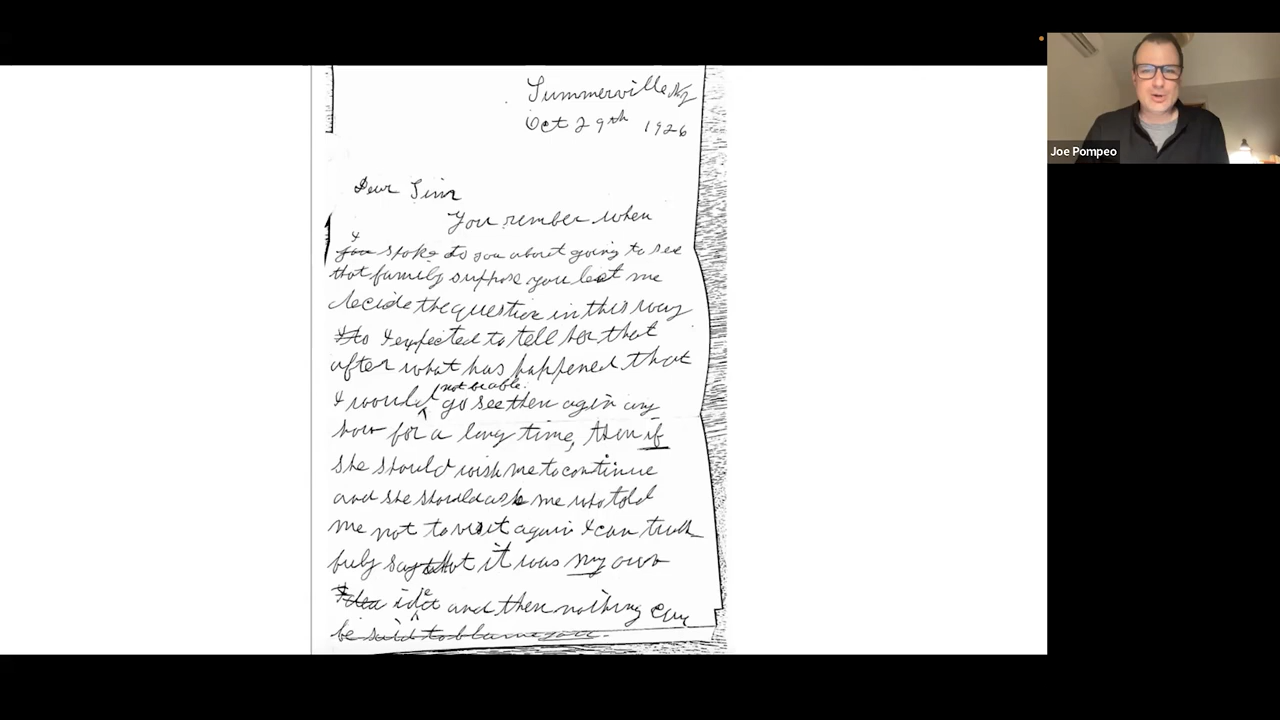 Summerville NJ
Oct 29th 1926
Dear Tim
You rember when
I
you spoke to you about going to see
that family suppose you leet me
decide the question in this way
I expected to tell her that
after what has happened that
not be able
I would go see then agin any
how for a long time, then if
she should wish me to continue
and she should ask me who told
me not to visit again I can truth
fuly say that it was my own
Idea idea and then nothing can
be said to blame you.
Joe Pompeo